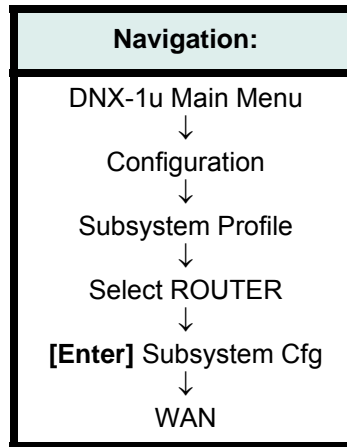 Navigation:
DNX-1u Main Menu
↓
Configuration
↓
Subsystem Profile
↓
Select ROUTER
↓
[Enter] Subsystem Cfg
↓
WAN